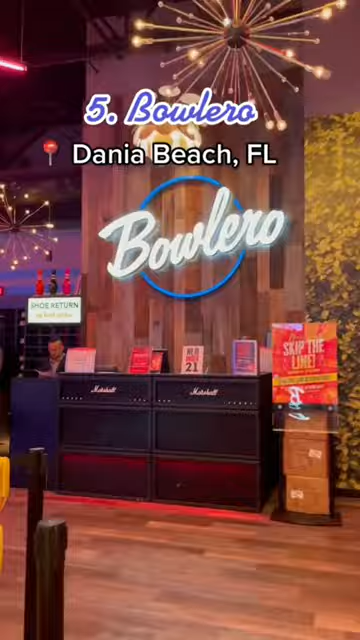 5. Bowlero
📍 Dania Beach, FL
Bowlero
SHOE RETURN
Marshall
Marshall
21
SKIP THE
LINE!